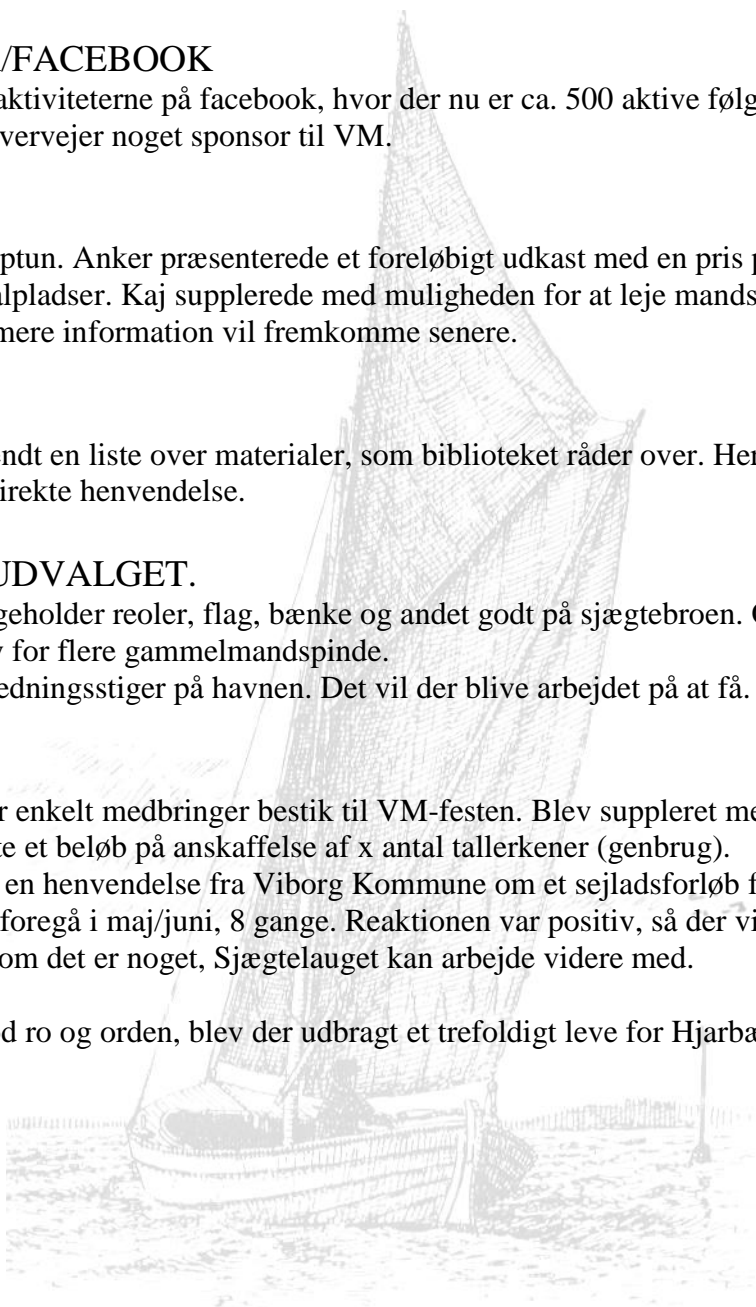 /FACEBOOK
aktiviteterne på facebook, hvor der nu er ca. 500 aktive følg
vervejer noget sponsor til VM.
ptun. Anker præsenterede et foreløbigt udkast med en pris p
alpladser. Kaj supplerede med muligheden for at leje mands
mere information vil fremkomme senere.
endt en liste over materialer, som biblioteket råder over. Her
irekte henvendelse.
UDVALGET.
geholder reoler, flag, bænke og andet godt på sjægtebroen. 
v for flere gammelmandspinde.
edningsstiger på havnen. Det vil der blive arbejdet på at få.
r enkelt medbringer bestik til VM-festen. Blev suppleret me
te et beløb på anskaffelse af x antal tallerkener (genbrug).
en henvendelse fra Viborg Kommune om et sejladsforløb f
foregå i maj/juni, 8 gange. Reaktionen var positiv, så der vi
om det er noget, Sjægtelauget kan arbejde videre med.
od ro og orden, blev der udbragt et trefoldigt leve for Hjarbæ